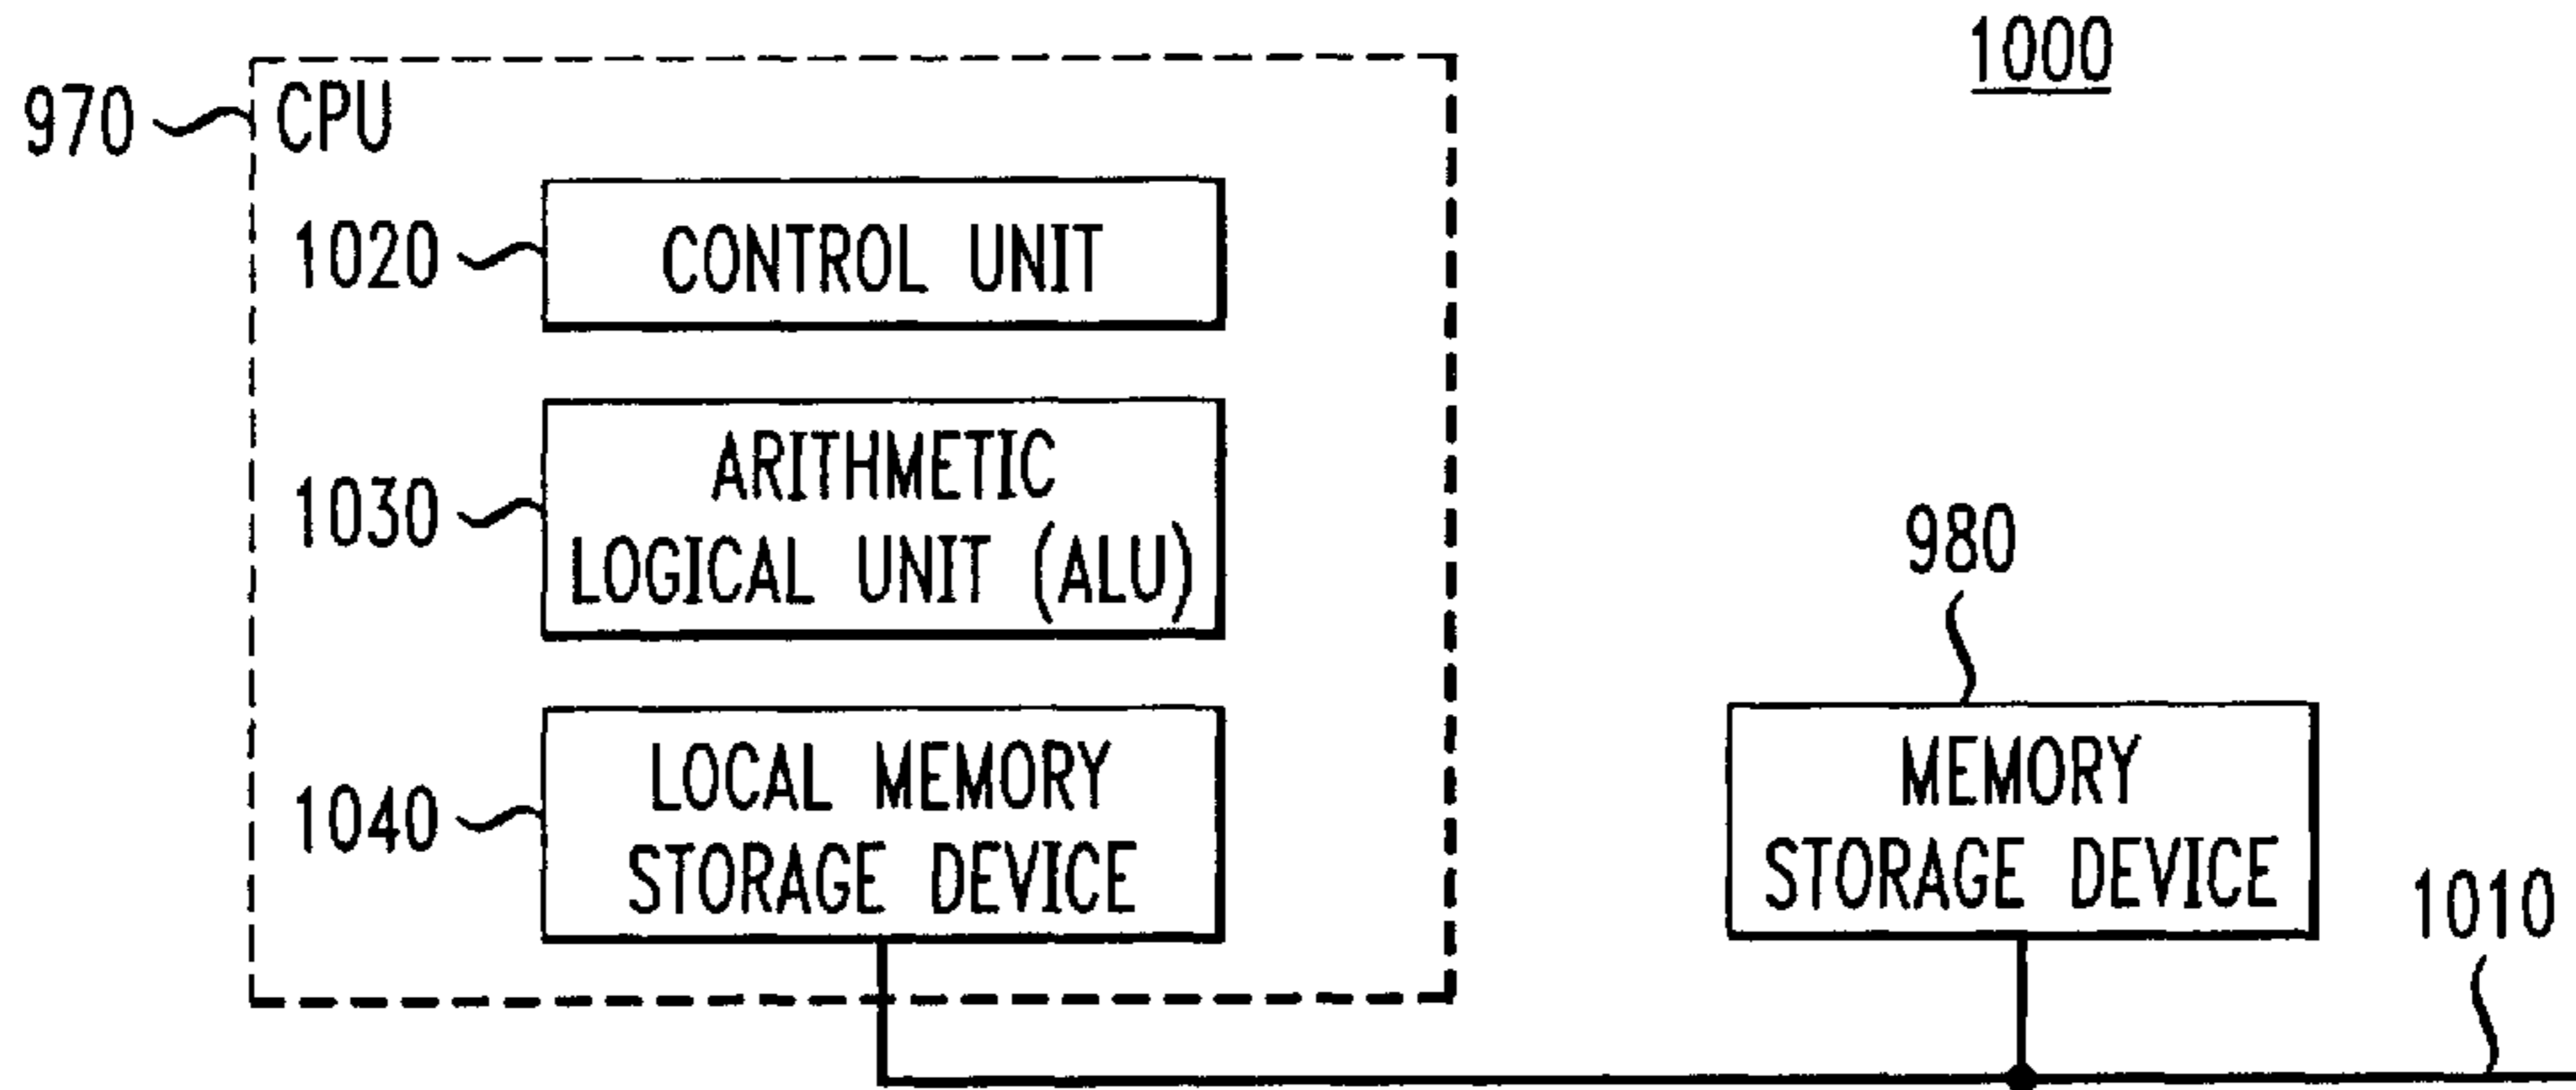 1000
970
CPU
1020
CONTROL UNIT
1030
ARITHMETIC
LOGICAL UNIT (ALU)
980
1040
LOCAL MEMORY
STORAGE DEVICE
MEMORY
STORAGE DEVICE
1010